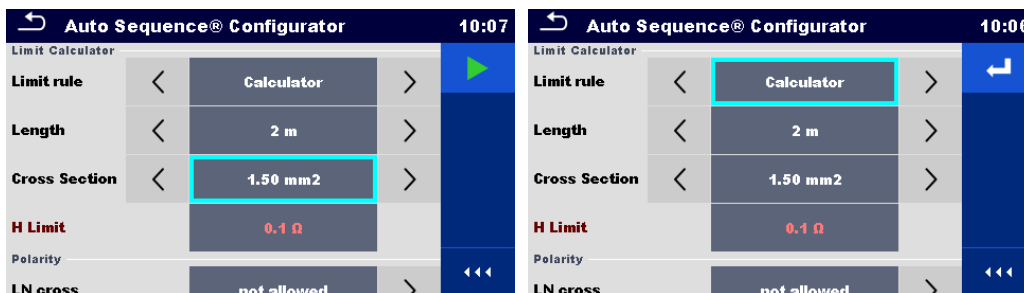 Auto Sequence® Configurator 10:07
Limit Calculator
Limit rule Calculator
Length 2 m
Cross Section 1.50 mm2
H Limit 0.1 Ω
Polarity
LN cross not allowed
Auto Sequence® Configurator 10:06
Limit Calculator
Limit rule Calculator
Length 2 m
Cross Section 1.50 mm2
H Limit 0.1 Ω
Polarity
LN cross not allowed